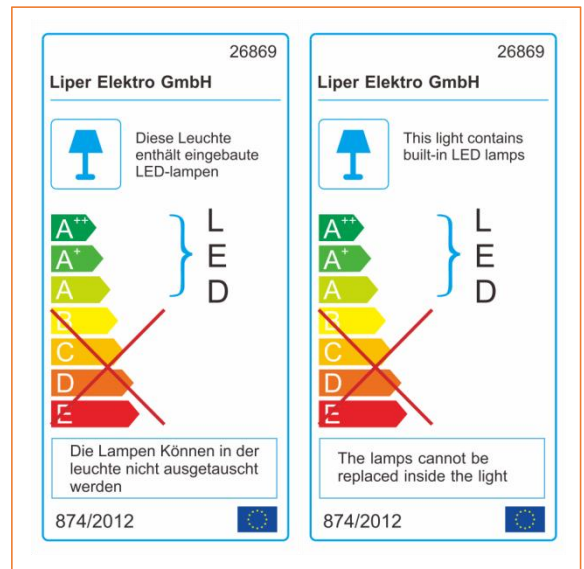 26869
Liper Elektro GmbH
Diese Leuchte
enthält eingebaute
LED-lampen
A++
A+
A
B
C
D
E
L
E
D
Die Lampen Können in der
leuchte nicht ausgetauscht
werden
874/2012
26869
Liper Elektro GmbH
This light contains
built-in LED lamps
A++
A+
A
B
C
D
E
L
E
D
The lamps cannot be
replaced inside the light
874/2012